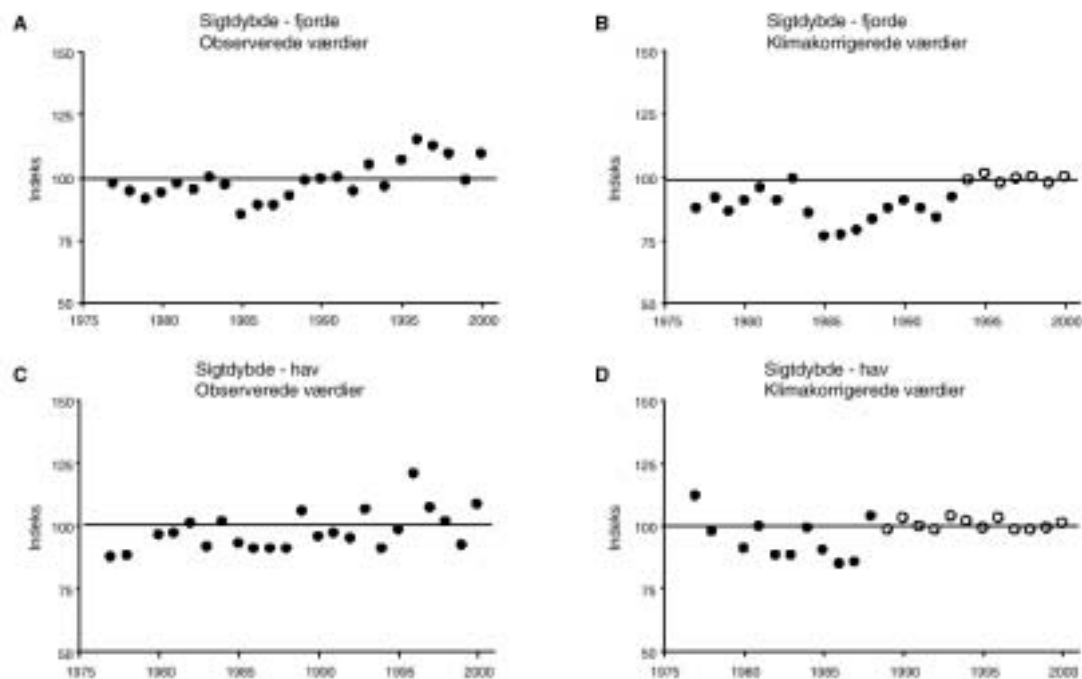 A
Sigtdybde - fjorde
Observerede værdier
150
125
100
75
50
Indeks
1975
1980
1985
1990
1995
2000
B
Sigtdybde - fjorde
Klimakorrigerede værdier
150
125
100
75
50
Indeks
1975
1980
1985
1990
1995
2000
C
Sigtdybde - hav
Observerede værdier
150
125
100
75
50
Indeks
1975
1980
1985
1990
1995
2000
D
Sigtdybde - hav
Klimakorrigerede værdier
150
125
100
75
50
Indeks
1975
1980
1985
1990
1995
2000